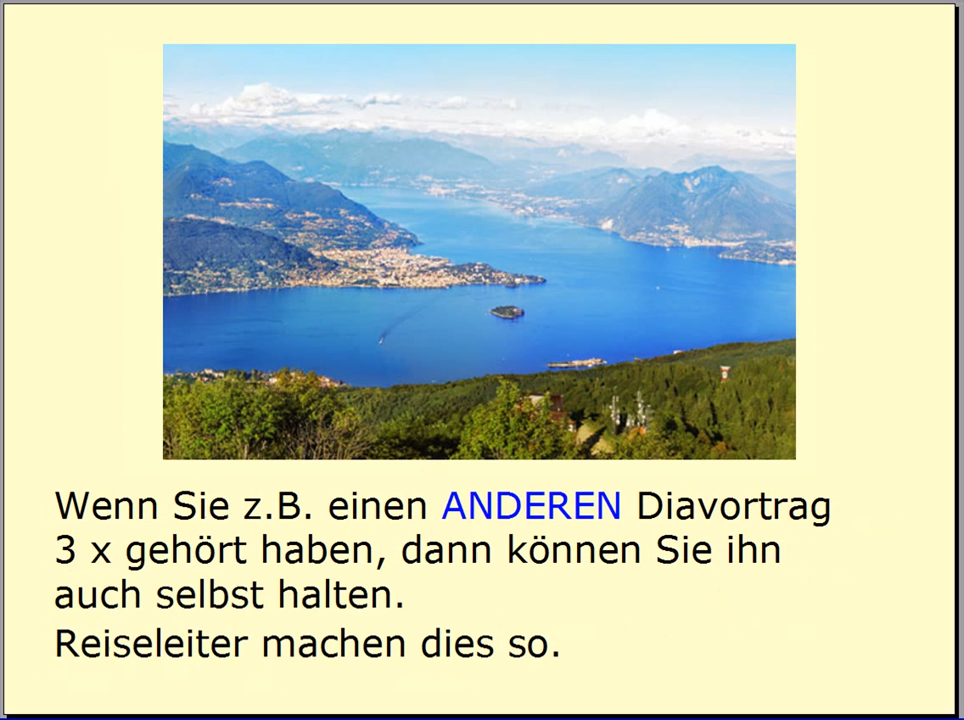 Wenn Sie z.B. einen ANDEREN Diavortrag
3 x gehört haben, dann können Sie ihn
auch selbst halten.
Reiseleiter machen dies so.